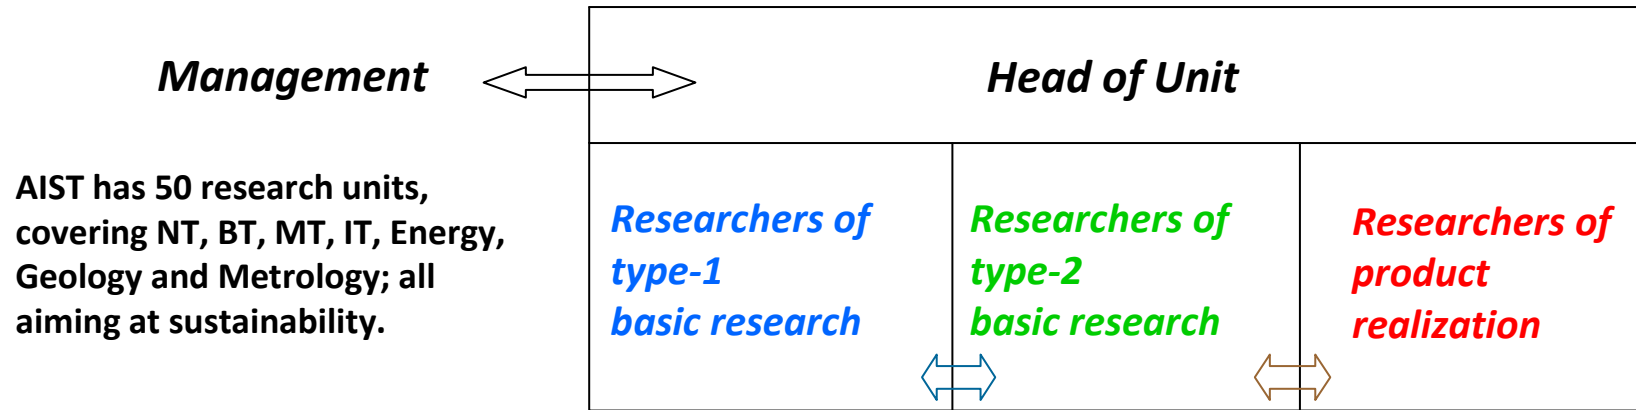 Management
Head of Unit
AIST has 50 research units,
covering NT, BT, MT, IT, Energy,
Geology and Metrology; all
aiming at sustainability.
Researchers of
type-1
basic research
Researchers of
type-2
basic research
Researchers of
product
realization